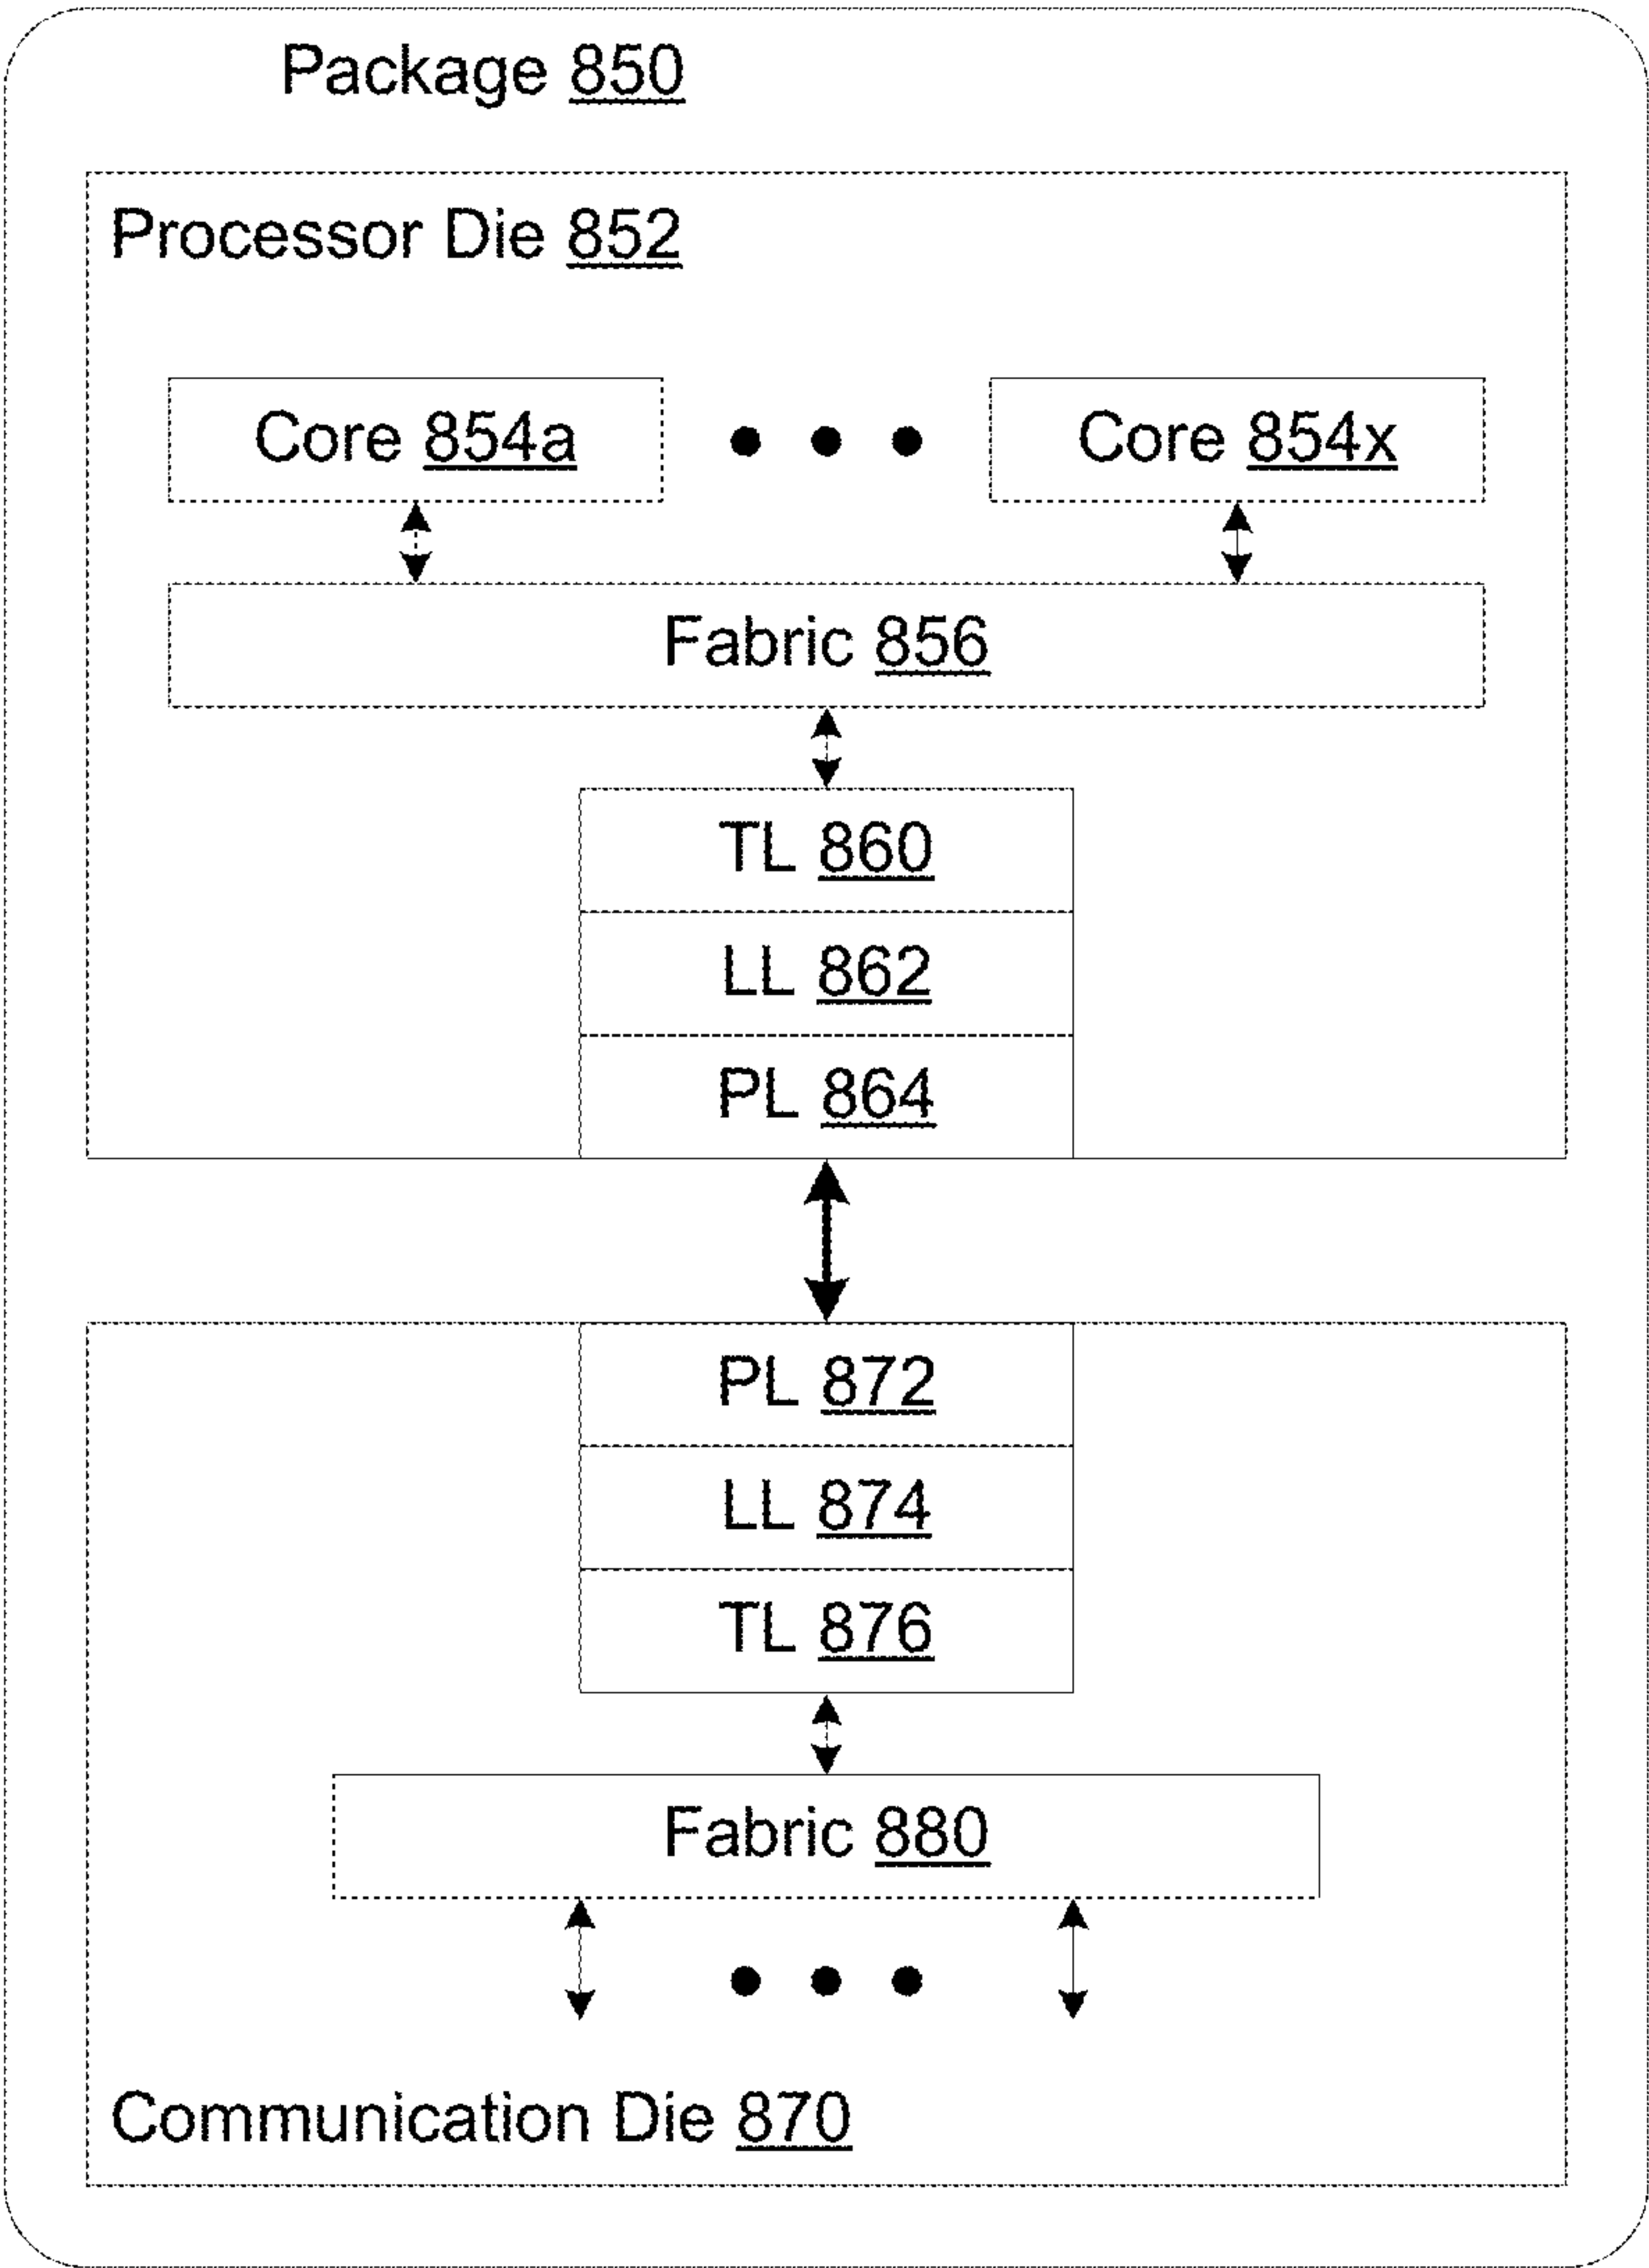 Package 850
Processor Die 852
Core 854a
Core 854x
Fabric 856
TL 860
LL 862
PL 864
PL 872
LL 874
TL 876
Fabric 880
Communication Die 870